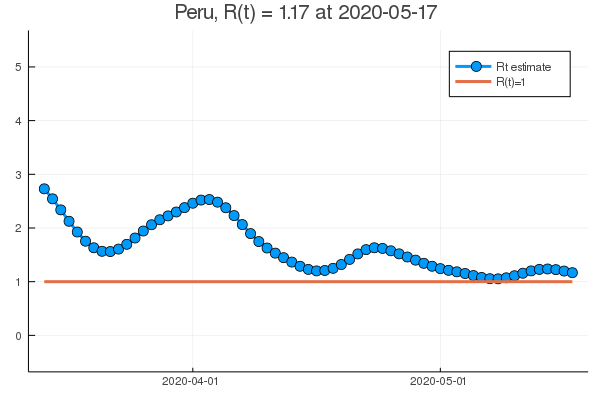 Peru, R(t) = 1.17 at 2020-05-17
Rt estimate
R(t)=1
5
4
3
2
1
0
2020-04-01
2020-05-01